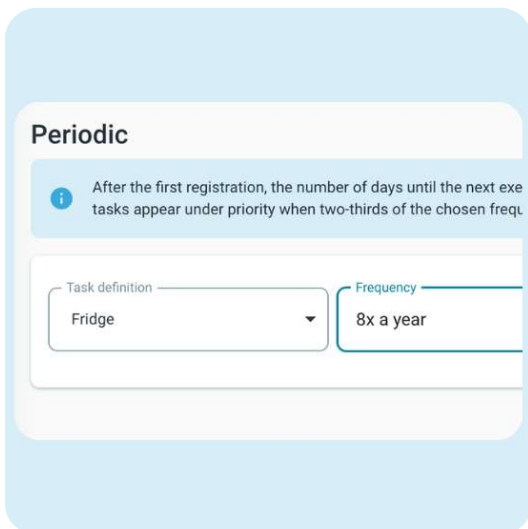 Periodic
After the first registration, the number of days until the next exe
tasks appear under priority when two-thirds of the chosen frequ
Task definition
Frequency
Fridge
8x a year